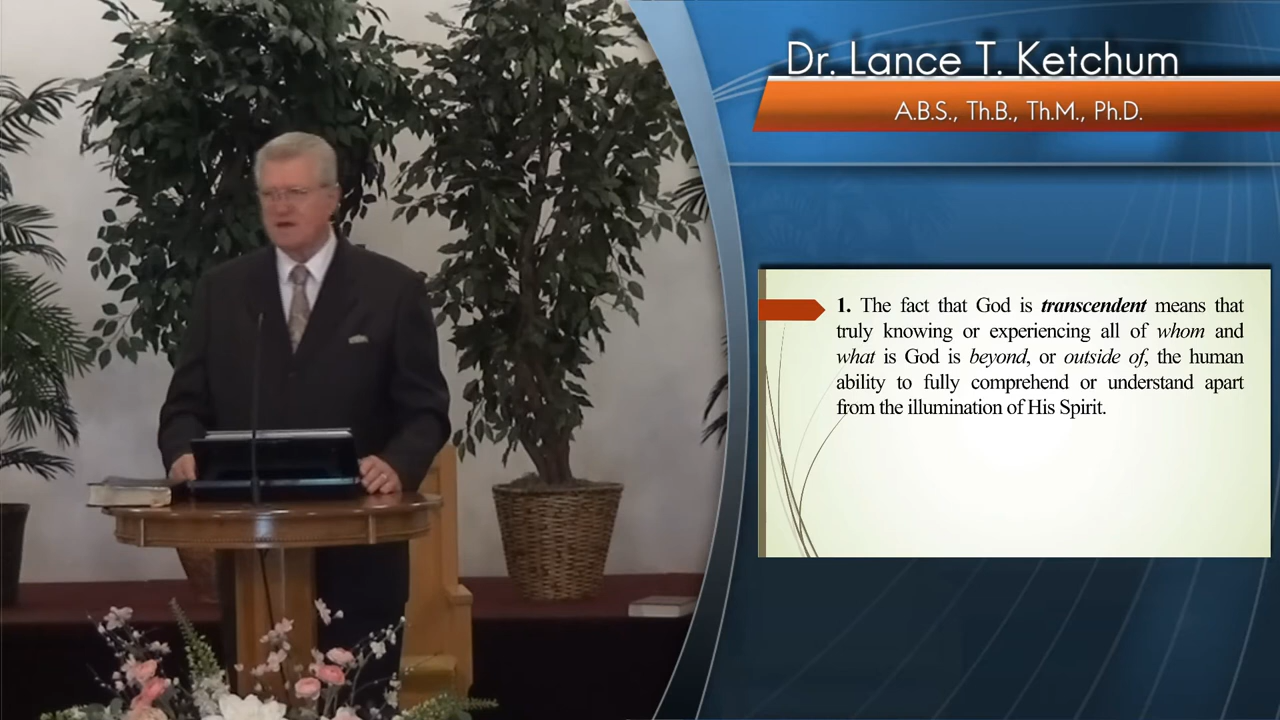 Dr. Lance T. Ketchum
A.B.S., Th.B., Th.M., Ph.D.
1. The fact that God is transcendent means that
truly knowing or experiencing all of whom and
what is God is beyond, or outside of, the human
ability to fully comprehend or understand apart
from the illumination of His Spirit.